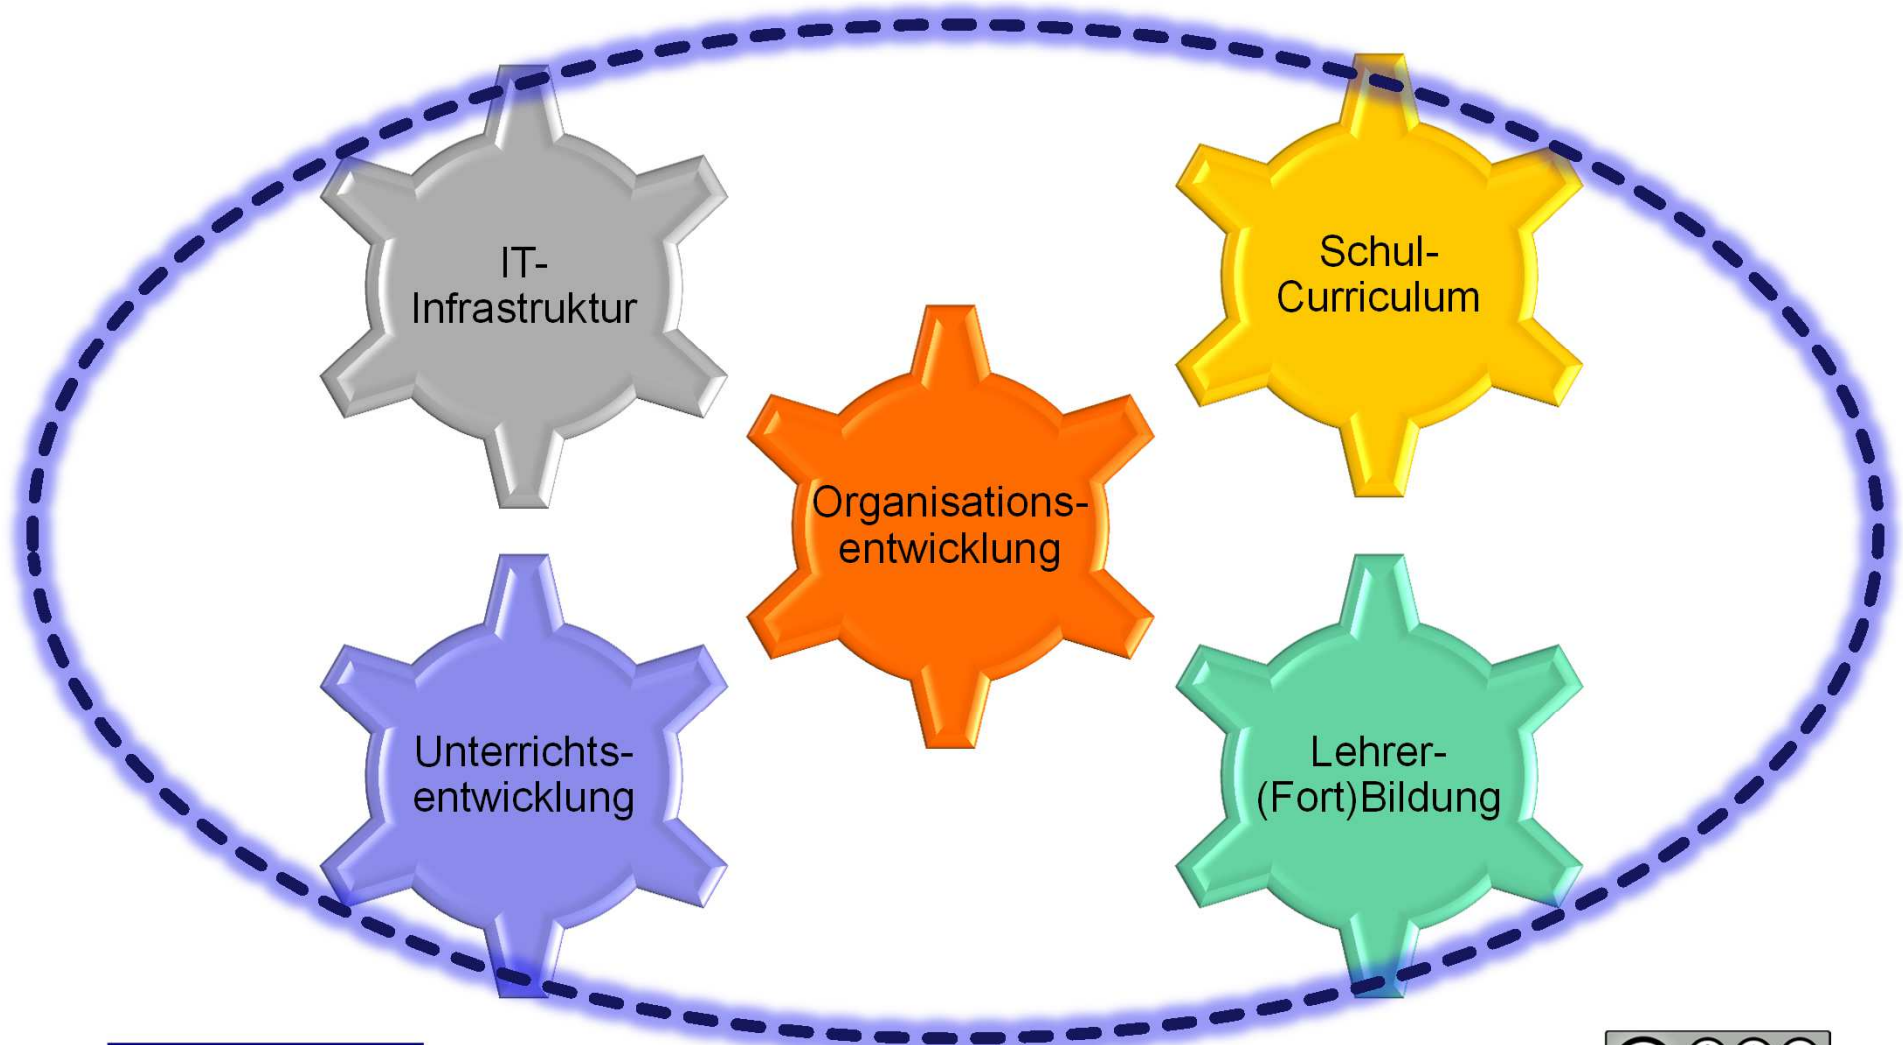 IT-
Infrastruktur
Schul-
Curriculum
Organisations-
entwicklung
Unterrichts-
entwicklung
Lehrer-
(Fort)Bildung